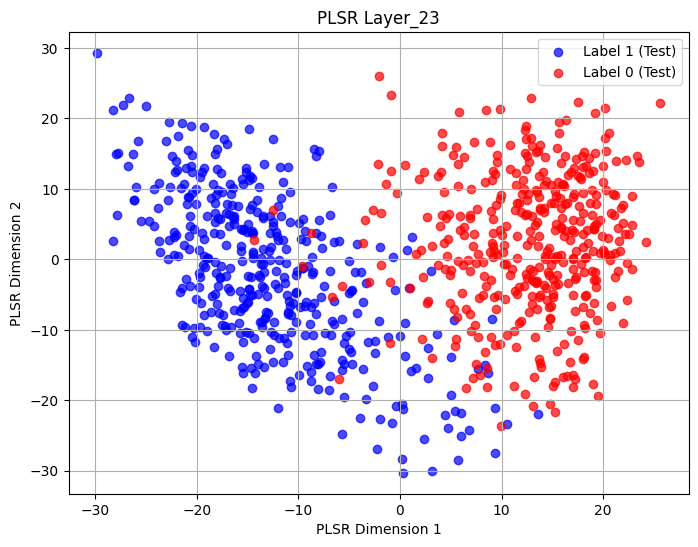 PLSR Layer_23
Label 1 (Test)
Label 0 (Test)
PLSR Dimension 2
30
20
10
0
−10
−20
−30
−30
−20
−10
0
10
20
PLSR Dimension 1